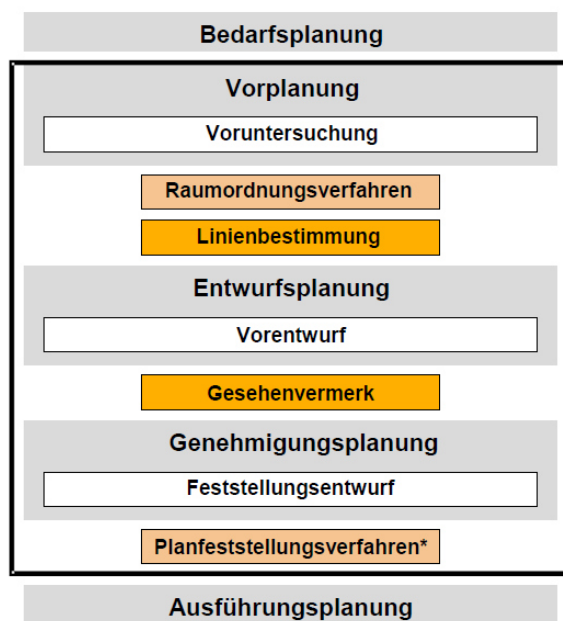 Bedarfsplanung
Vorplanung
Voruntersuchung
Raumordnungsverfahren
Linienbestimmung
Entwurfsplanung
Vorentwurf
Gesehenvermerk
Genehmigungsplanung
Feststellungsentwurf
Planfeststellungsverfahren*
Ausführungsplanung